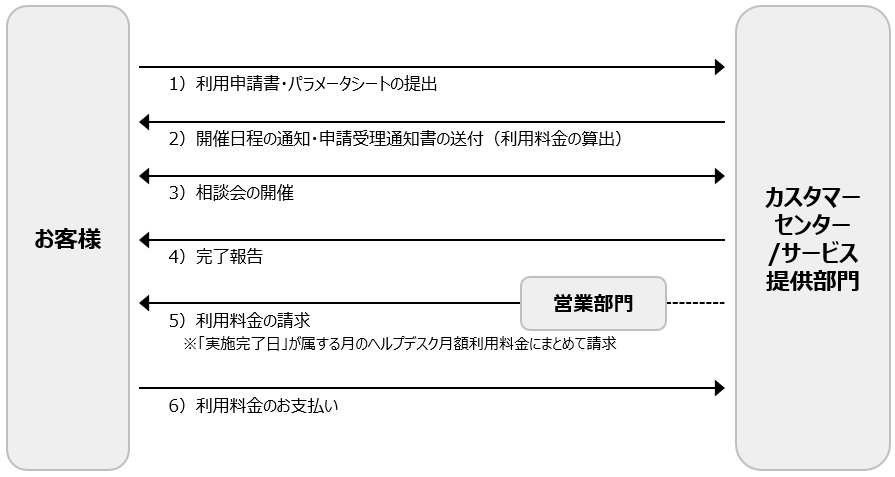 1）利用申請書・パラメータシートの提出
2）開催日程の通知・申請受理通知書の送付（利用料金の算出）
3）相談会の開催
お客様
カスタマー
センター
/サービス
提供部門
4）完了報告
営業部門
5）利用料金の請求
※「実施完了日」が属する月のヘルプデスク月額利用料金にまとめて請求
6）利用料金のお支払い